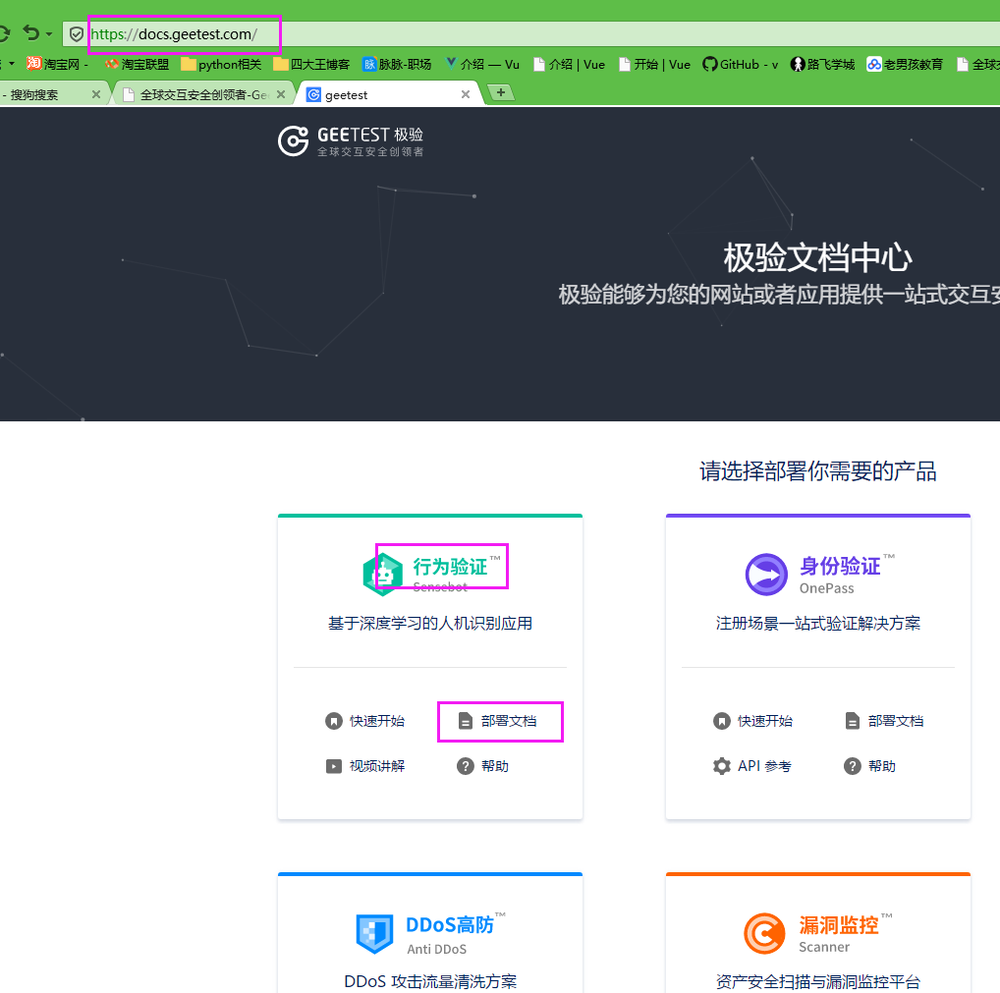 https://docs.geetest.com/
淘宝网 - 淘宝联盟 python相关 四大王博客 脉脉-职场 介绍 — Vu 介绍 | Vue 开始 | Vue GitHub - v 路飞学城 老男孩教育 全球
- 搜狗搜索 全球交互安全创领者-Ge geetest
GEETEST 极验
全球交互安全创领者
极验文档中心
极验能够为您的网站或者应用提供一站式交互安
请选择部署你需要的产品
行为验证™ 身份验证™
Sensebot OnePass
基于深度学习的人机识别应用 注册场景一站式验证解决方案
快速开始 部署文档 快速开始 部署文档
视频讲解 帮助 API 参考 帮助
DDoS高防™ 漏洞监控™
Anti DDoS Scanner
DDoS 攻击流量清洗方案 资产安全扫描与漏洞监控平台